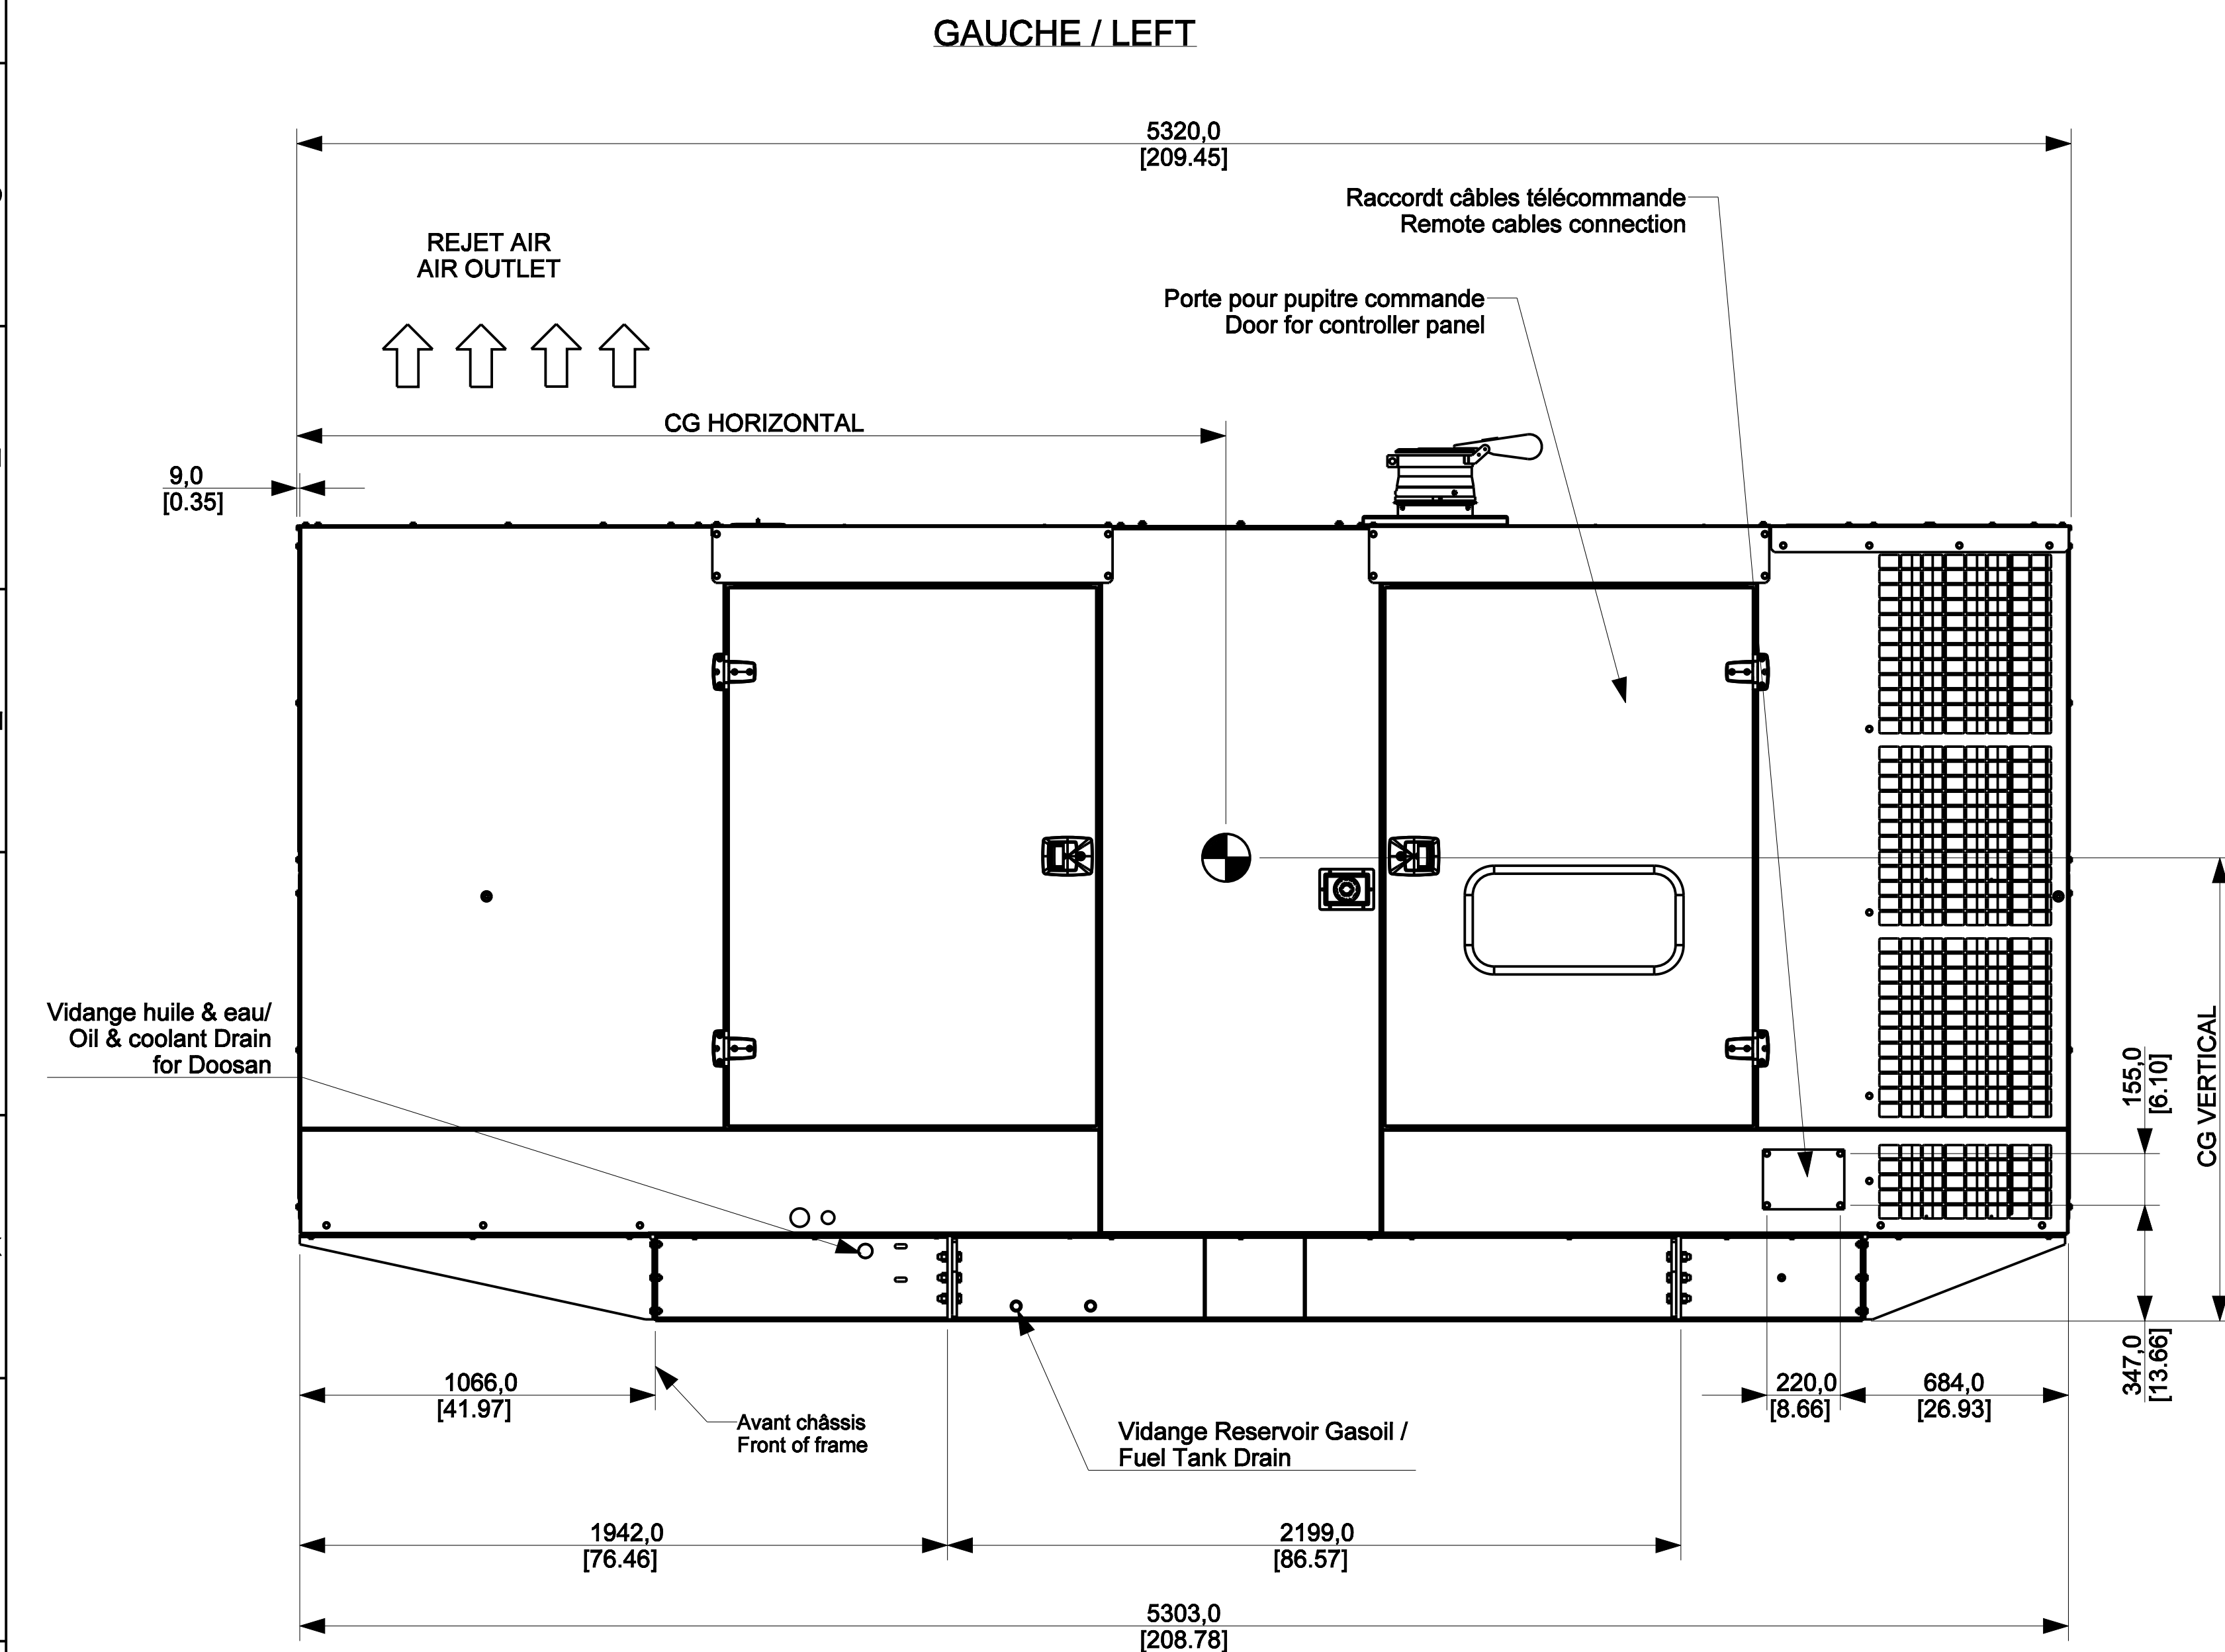 GAUCHE / LEFT
5320,0
[209.45]
Raccordt câbles télécommande
Remote cables connection
REJET AIR
AIR OUTLET
Porte pour pupitre commande
Door for controller panel
CG HORIZONTAL
9,0
[0.35]
Vidange huile & eau/
Oil & coolant Drain
for Doosan
155,0
[6.10]
CG VERTICAL
347,0
[13.66]
1066,0
[41.97]
220,0
[8.66]
684,0
[26.93]
Avant châssis
Front of frame
Vidange Reservoir Gasoil /
Fuel Tank Drain
1942,0
[76.46]
2199,0
[86.57]
5303,0
[208.78]